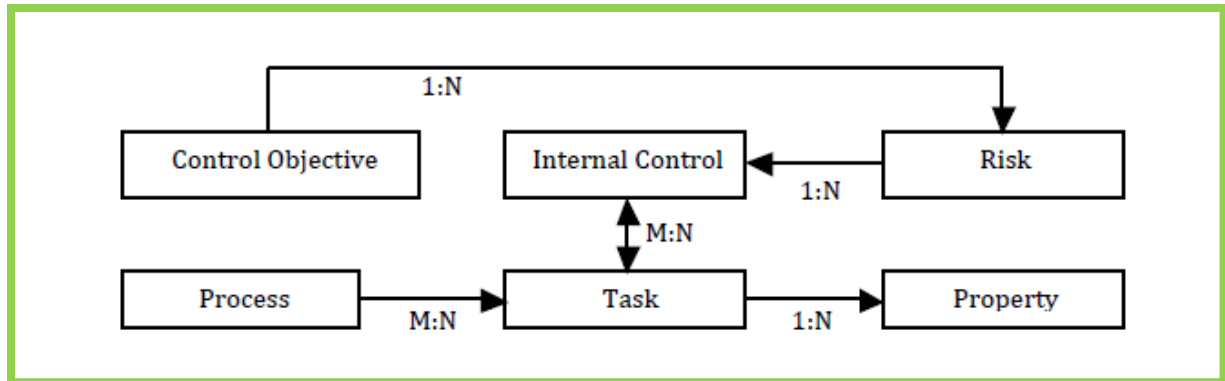 1:N
Control Objective
Internal Control
Risk
1:N
M:N
Process
Task
Property
M:N
1:N